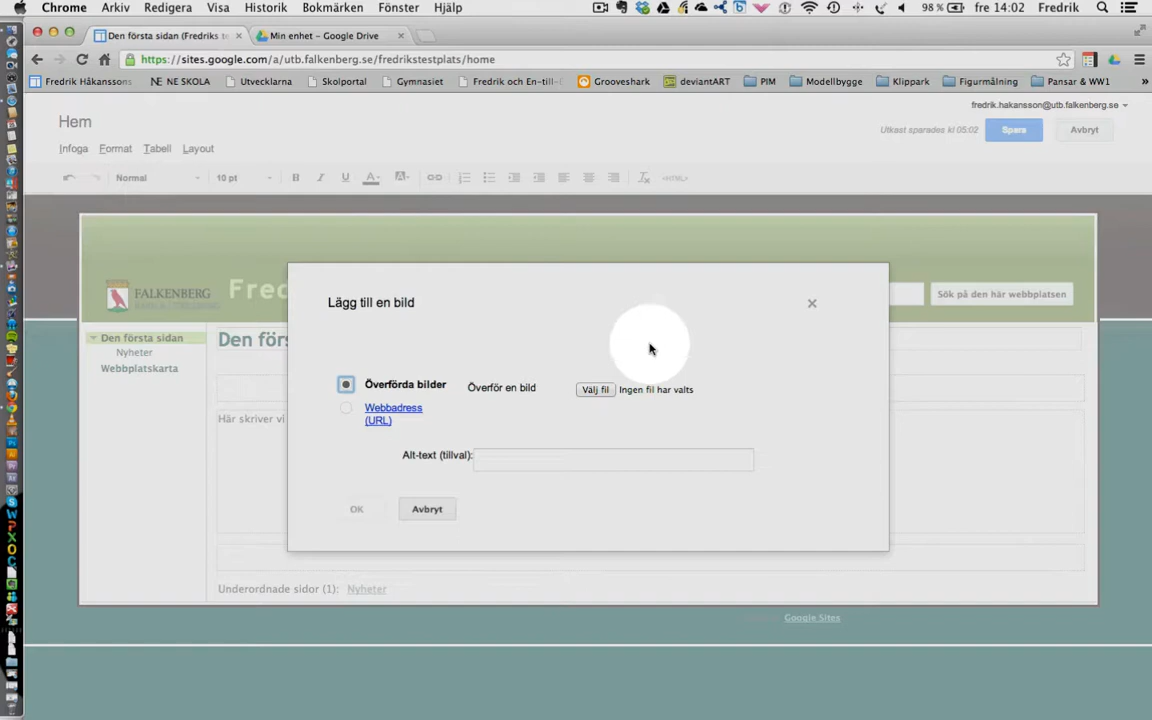 Chrome Arkiv Redigera Visa Historik Bokmärken Fönster Hjälp 98 % fre 14:02 Fredrik
Den första sidan (Fredriks t Min enhet – Google Drive
https://sites.google.com/a/utb.falkenberg.se/fredrikstestplats/home
Fredrik Håkanssons NE SKOLA Utvecklarna Skolportal Gymnasiet Fredrik och En-till- Grooveshark deviantART PIM Modellbygge Klippark Figurmålning Pansar & WW1 »
fredrik.hakansson@utb.falkenberg.se
Hem
Utkast sparades kl 05:02 Spara Avbryt
Infoga Format Tabell Layout
Normal 10 pt B I U A <HTML>
FALKENBERG Fred Sök på den här webbplatsen
Lägg till en bild
Den första sidan Den förs
Nyheter
Webbplatskarta
Överförda bilder Överför en bild Välj fil Ingen fil har valts
Webbadress
(URL)
Här skriver vi
Alt-text (tillval):
OK Avbryt
Underordnade sidor (1): Nyheter
Google Sites